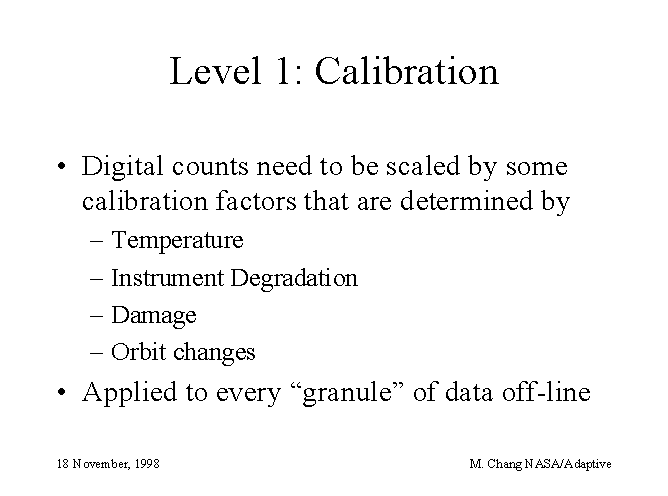 Level 1: Calibration
• Digital counts need to be scaled by some
calibration factors that are determined by
– Temperature
– Instrument Degradation
– Damage
– Orbit changes
• Applied to every “granule” of data off-line
18 November, 1998
M. Chang NASA/Adaptive